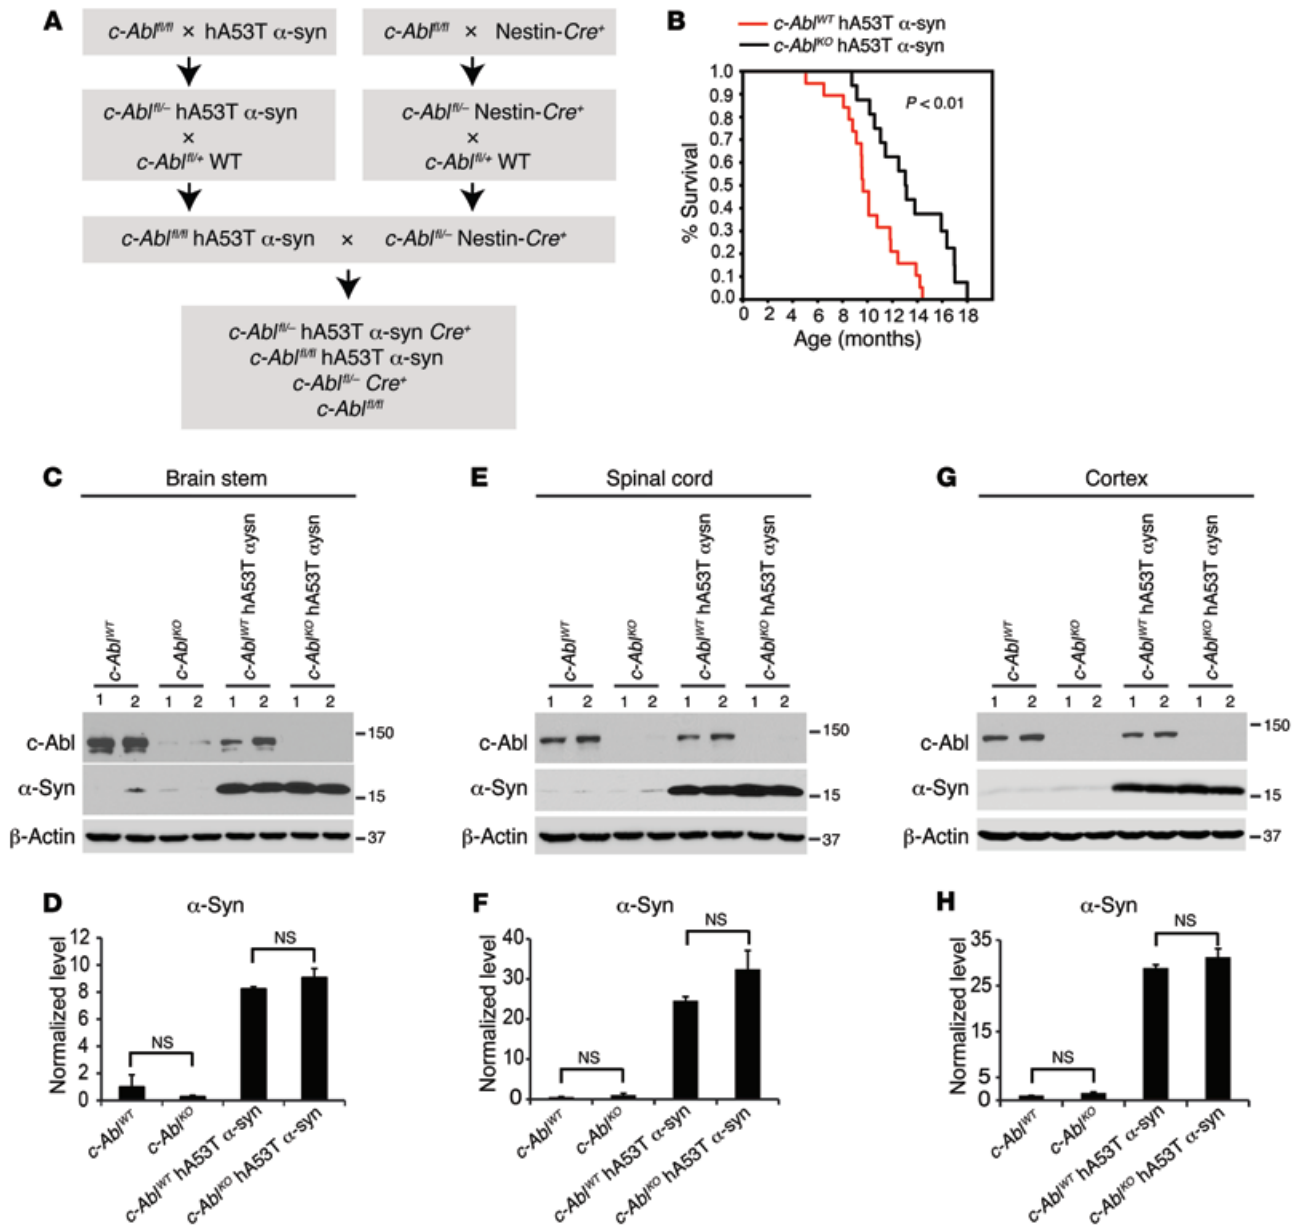 A
c-Abl^fl/fl × hA53T α-syn
c-Abl^fl/fl × Nestin-Cre⁺
c-Abl^fl/– hA53T α-syn
×
c-Abl^fl/+ WT
c-Abl^fl/– Nestin-Cre⁺
×
c-Abl^fl/+ WT
c-Abl^fl/fl hA53T α-syn × c-Abl^fl/– Nestin-Cre⁺
c-Abl^fl/– hA53T α-syn Cre⁺
c-Abl^fl/fl hA53T α-syn
c-Abl^fl/– Cre⁺
c-Abl^fl/fl
B
c-Abl^WT hA53T α-syn
c-Abl^KO hA53T α-syn
P < 0.01
% Survival
1.0
0.9
0.8
0.7
0.6
0.5
0.4
0.3
0.2
0.1
0.0
0 2 4 6 8 10 12 14 16 18
Age (months)
C
Brain stem
c-Abl^WT
c-Abl^KO
c-Abl^WT hA53T αysn
c-Abl^KO hA53T αysn
1 2 1 2 1 2 1 2
c-Abl
150
α-Syn
15
β-Actin
37
E
Spinal cord
c-Abl^WT
c-Abl^KO
c-Abl^WT hA53T αysn
c-Abl^KO hA53T αysn
1 2 1 2 1 2 1 2
c-Abl
150
α-Syn
15
β-Actin
37
G
Cortex
c-Abl^WT
c-Abl^KO
c-Abl^WT hA53T αysn
c-Abl^KO hA53T αysn
1 2 1 2 1 2 1 2
c-Abl
150
α-Syn
15
β-Actin
37
D
α-Syn
Normalized level
12
10
8
6
4
2
0
NS
NS
c-Abl^WT
c-Abl^KO
c-Abl^WT hA53T α-syn
c-Abl^KO hA53T α-syn
F
α-Syn
Normalized level
40
30
20
10
0
NS
NS
c-Abl^WT
c-Abl^KO
c-Abl^WT hA53T α-syn
c-Abl^KO hA53T α-syn
H
α-Syn
Normalized level
35
25
15
5
0
NS
NS
c-Abl^WT
c-Abl^KO
c-Abl^WT hA53T α-syn
c-Abl^KO hA53T α-syn